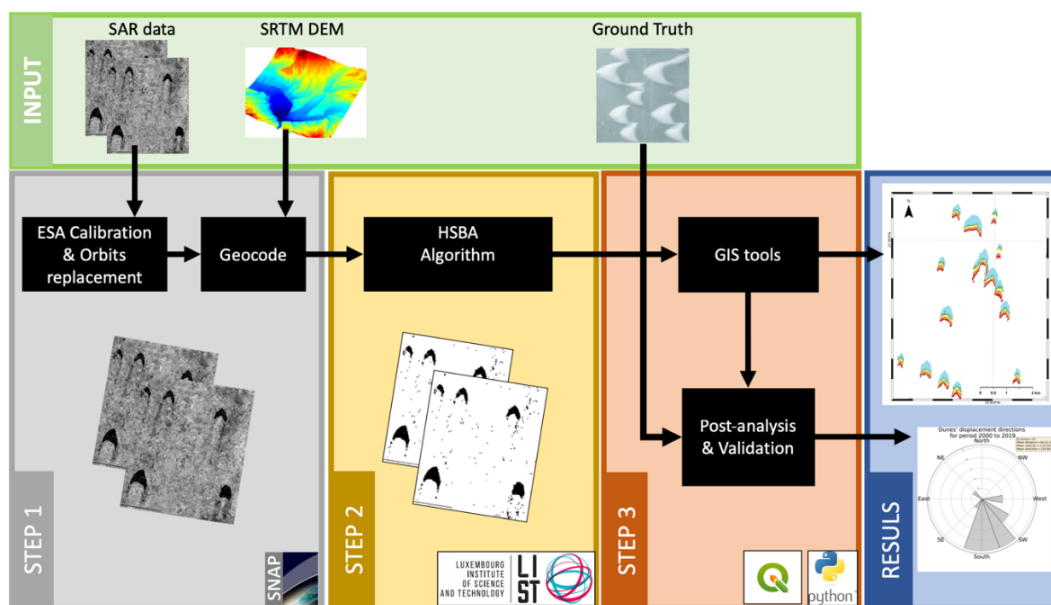 INPUT
SAR data
SRTM DEM
Ground Truth
STEP 1
ESA Calibration
& Orbits
replacement
Geocode
SNAP
STEP 2
HSBA
Algorithm
LUXEMBOURG
INSTITUTE
OF SCIENCE
AND TECHNOLOGY
LI
ST
STEP 3
GIS tools
Post-analysis
& Validation
python
RESULS
N
Dunes' displacement directions
for period 2000 to 2019
North
NE
NW
East
West
SE
SW
South